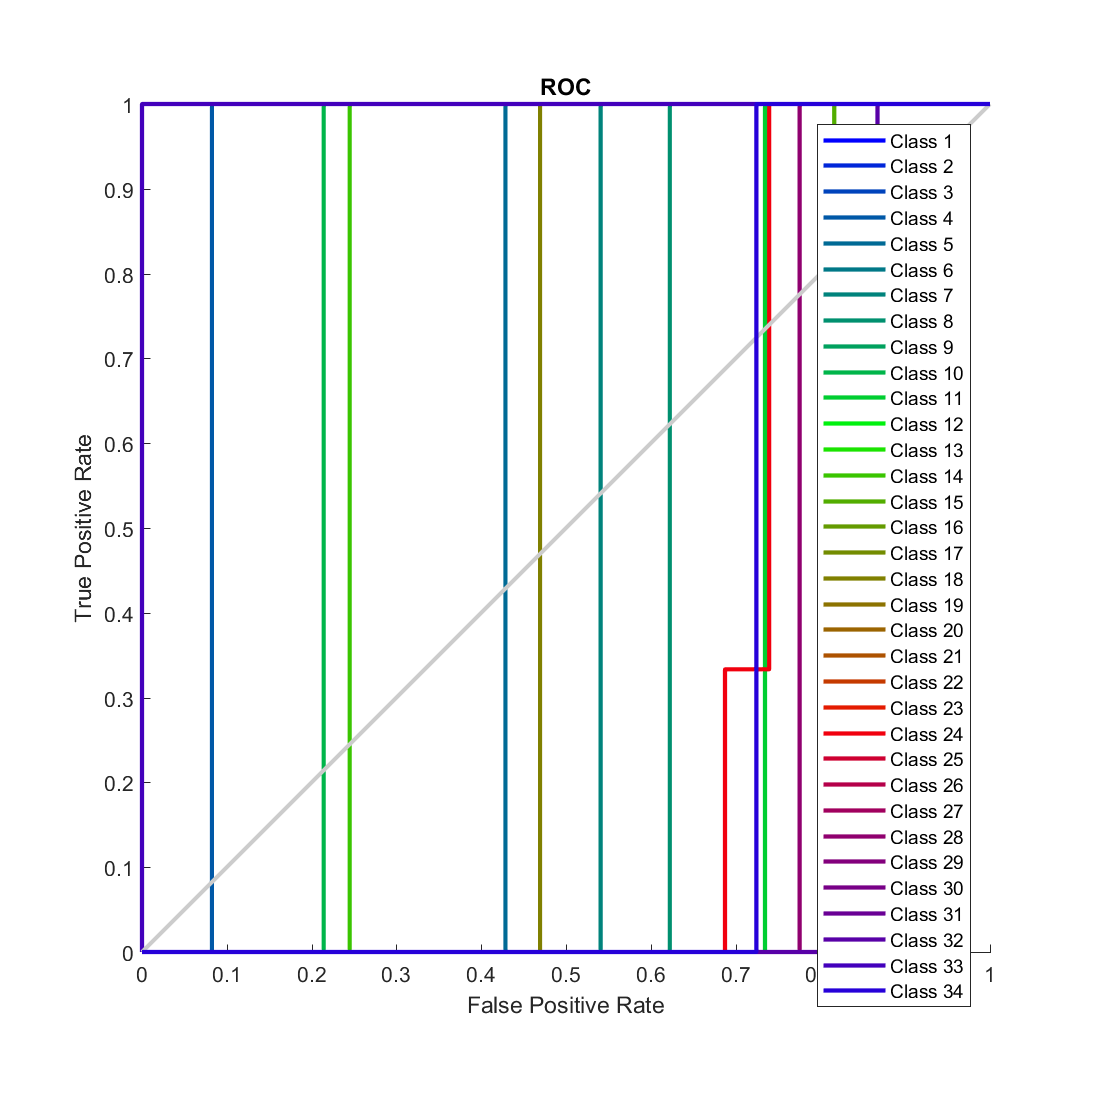 ROC
True Positive Rate
1
0.9
0.8
0.7
0.6
0.5
0.4
0.3
0.2
0.1
0
0 0.1 0.2 0.3 0.4 0.5 0.6 0.7 1
False Positive Rate
Class 1
Class 2
Class 3
Class 4
Class 5
Class 6
Class 7
Class 8
Class 9
Class 10
Class 11
Class 12
Class 13
Class 14
Class 15
Class 16
Class 17
Class 18
Class 19
Class 20
Class 21
Class 22
Class 23
Class 24
Class 25
Class 26
Class 27
Class 28
Class 29
Class 30
Class 31
Class 32
Class 33
Class 34